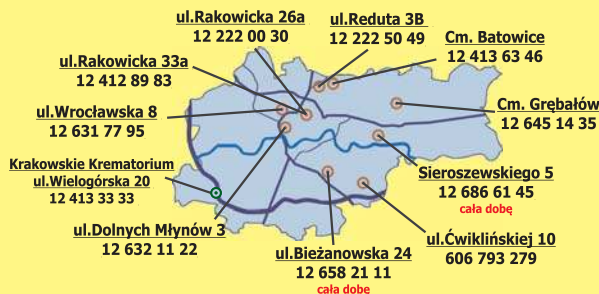 ul.Rakowicka 26a
12 222 00 30
ul.Reduta 3B
12 222 50 49
Cm. Batowice
12 413 63 46
ul.Rakowicka 33a
12 412 89 83
ul.Wrocławska 8
12 631 77 95
Cm. Grębałów
12 645 14 35
Krakowskie Krematorium
ul.Wielogórska 20
12 413 33 33
Sieroszewskiego 5
12 686 61 45
cała dobę
ul.Dolnych Młynów 3
12 632 11 22
ul.Bieżanowska 24
12 658 21 11
cała dobę
ul.Ćwiklińskiej 10
606 793 279